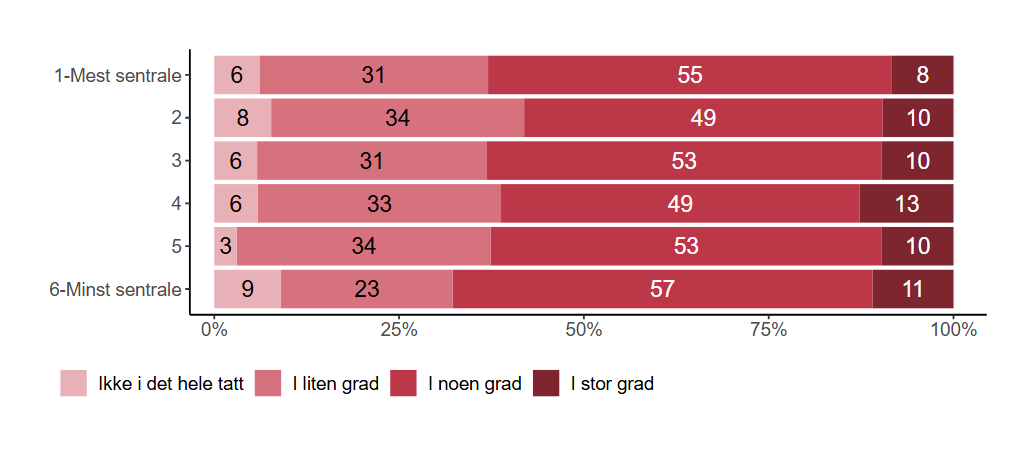 1-Mest sentrale 6 31 55 8
2 8 34 49 10
3 6 31 53 10
4 6 33 49 13
5 3 34 53 10
6-Minst sentrale 9 23 57 11
0% 25% 50% 75% 100%
Ikke i det hele tatt I liten grad I noen grad I stor grad